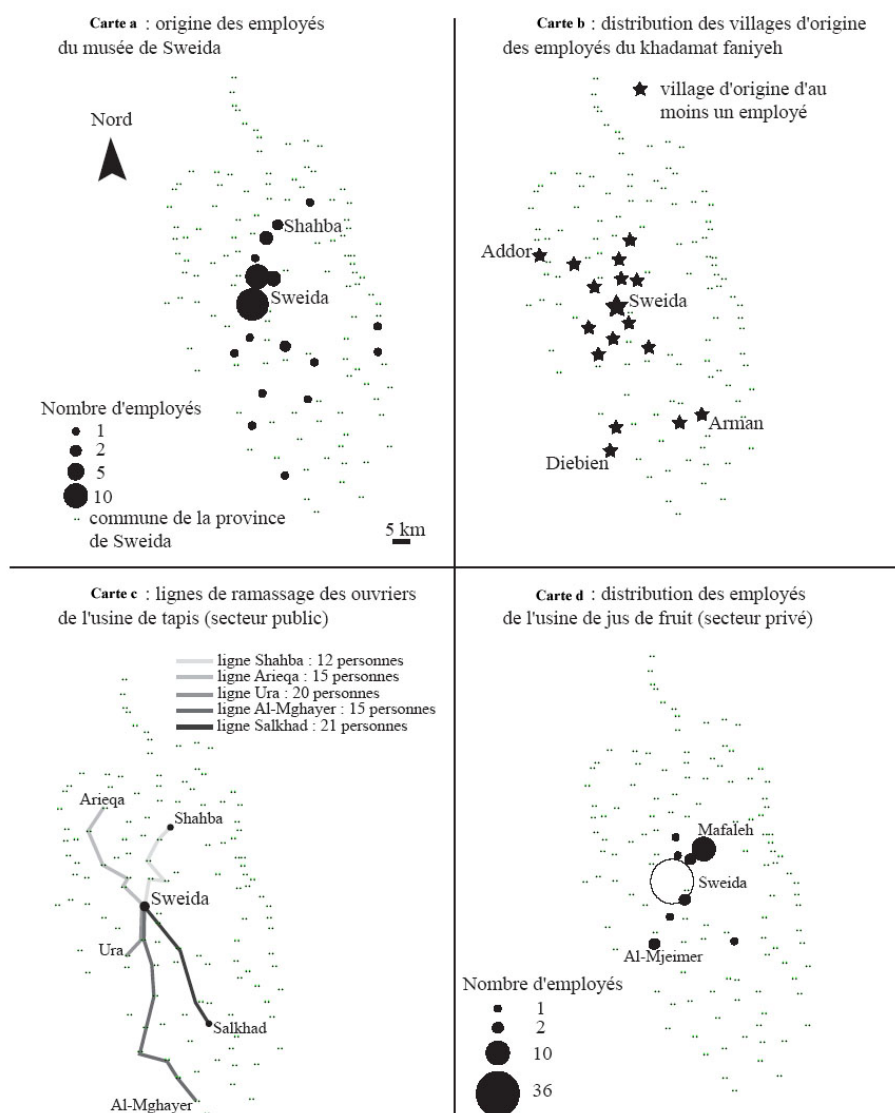 Carte a : origine des employés
du musée de Sweida
Nord
Shahba
Sweida
Nombre d'employés
1
2
5
10
commune de la province
de Sweida
5 km
Carte b : distribution des villages d'origine
des employés du khadamat faniyeh
village d'origine d'au
moins un employé
Addor
Sweida
Arman
Diebien
Carte c : lignes de ramassage des ouvriers
de l'usine de tapis (secteur public)
ligne Shahba : 12 personnes
ligne Arieqa : 15 personnes
ligne Ura : 20 personnes
ligne Al-Mghayer : 15 personnes
ligne Salkhad : 21 personnes
Arieqa
Shahba
Sweida
Ura
Salkhad
Al-Mghayer
Carte d : distribution des employés
de l'usine de jus de fruit (secteur privé)
Mafaleh
Sweida
Al-Mjeimer
Nombre d'employés
1
2
10
36